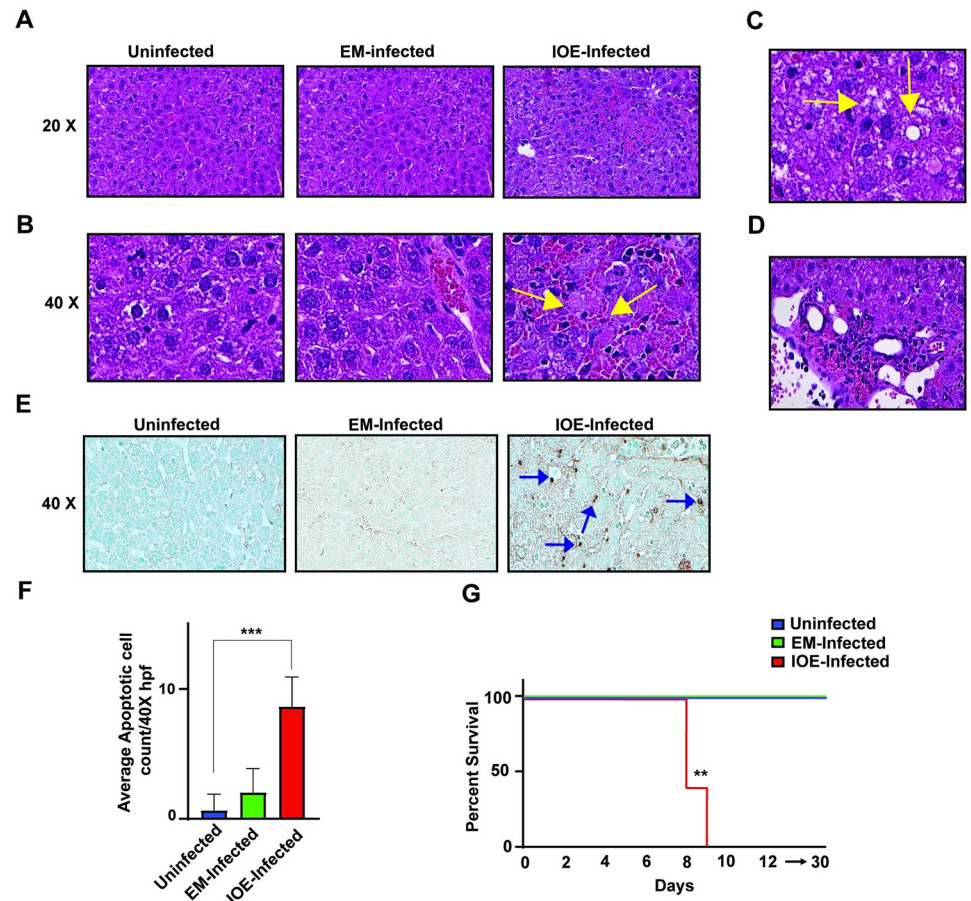 A
Uninfected
EM-infected
IOE-Infected
20 X
C
B
40 X
D
E
Uninfected
EM-Infected
IOE-Infected
40 X
F
Average Apoptotic cell
count/40X hpf
10
0
***
Uninfected
EM-Infected
IOE-Infected
G
Uninfected
EM-Infected
IOE-Infected
Percent Survival
100
50
0
**
0 2 4 6 8 10 12 → 30
Days